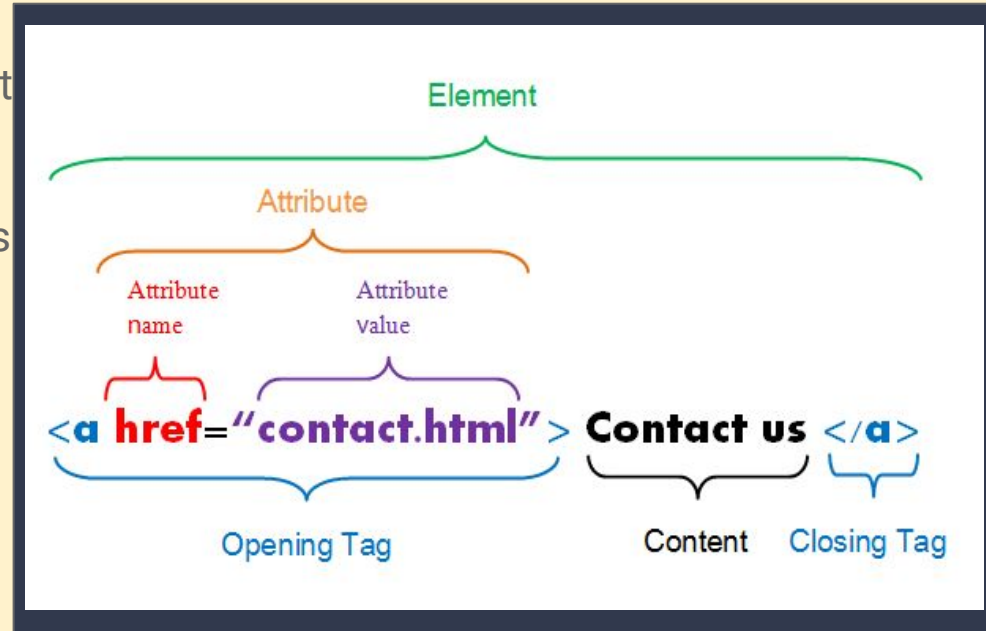 t
s
Element
Attribute
Attribute name
Attribute value
<a href=“contact.html”> Contact us </a>
Opening Tag
Content
Closing Tag